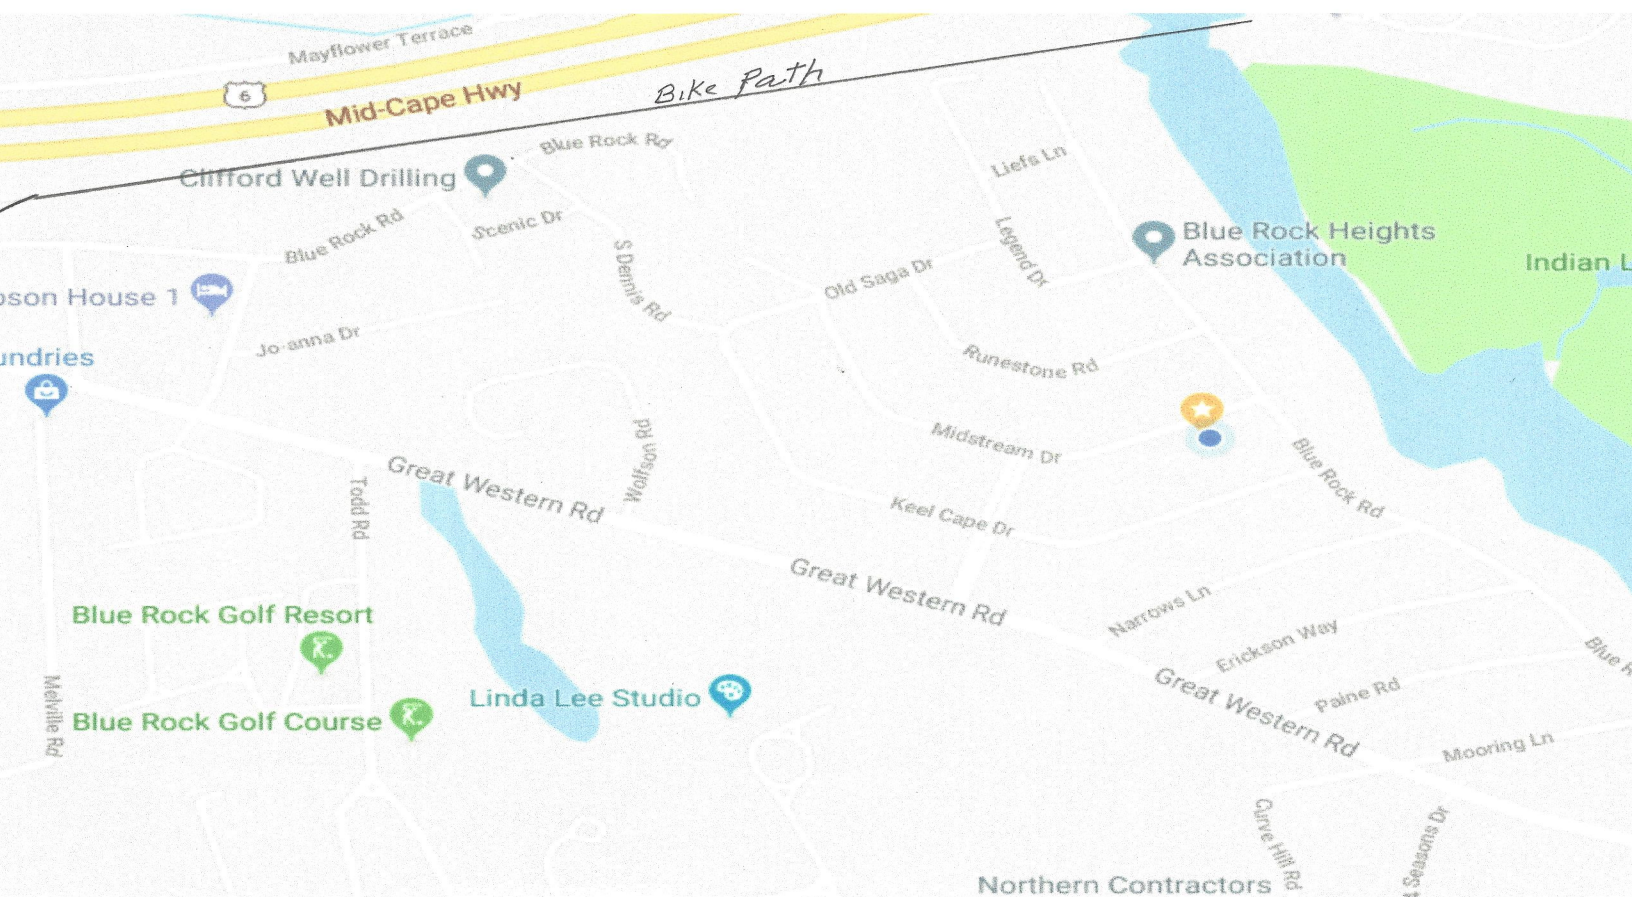 Mayflower Terrace
6
Mid-Cape Hwy
Bike Path
Blue Rock Rd
Clifford Well Drilling
Liefs Ln
Blue Rock Rd
Scenic Dr
S Dennis Rd
Legend Dr
Blue Rock Heights
Association
Old Saga Dr
Indian L
pson House 1
Jo-anna Dr
undries
Runestone Rd
Midstream Dr
Wolfson Rd
Blue Rock Rd
Great Western Rd
Todd Rd
Keel Cape Dr
Great Western Rd
Narrows Ln
Blue Rock Golf Resort
Erickson Way
Blue R
Great Western Rd
Paine Rd
Linda Lee Studio
Melville Rd
Blue Rock Golf Course
Mooring Ln
Curve Hill Rd
Seasons Dr
Northern Contractors